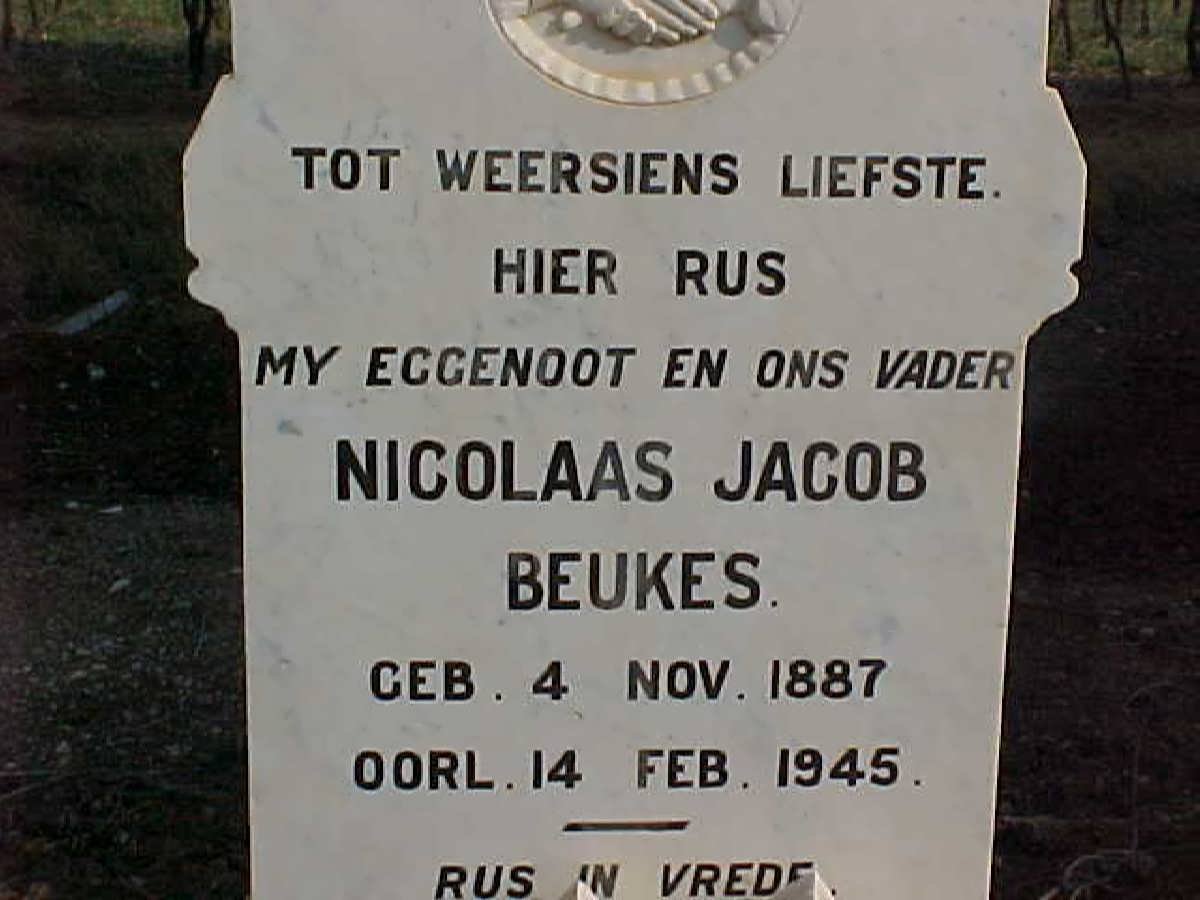 TOT WEERSIENS LIEFSTE.
HIER RUS
MY EGGENOOT EN ONS VADER
NICOLAAS JACOB
BEUKES.
GEB. 4 NOV. 1887
OORL. 14 FEB. 1945.
RUS IN VREDE.